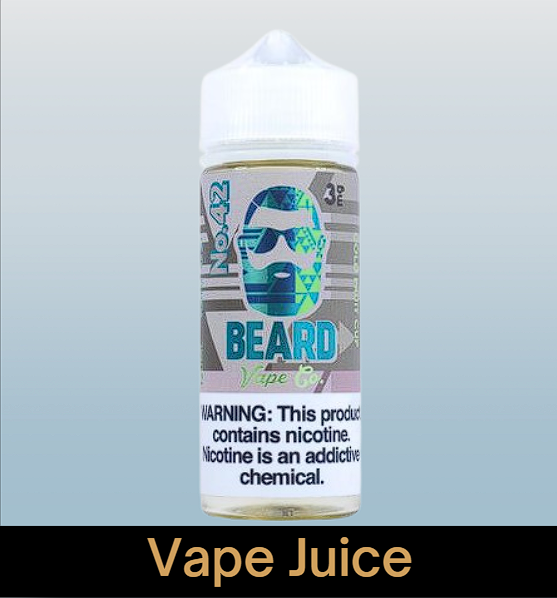 No.42
3
BEARD
Vape Co.
WARNING: This product
contains nicotine.
Nicotine is an addictive
chemical.
Vape Juice